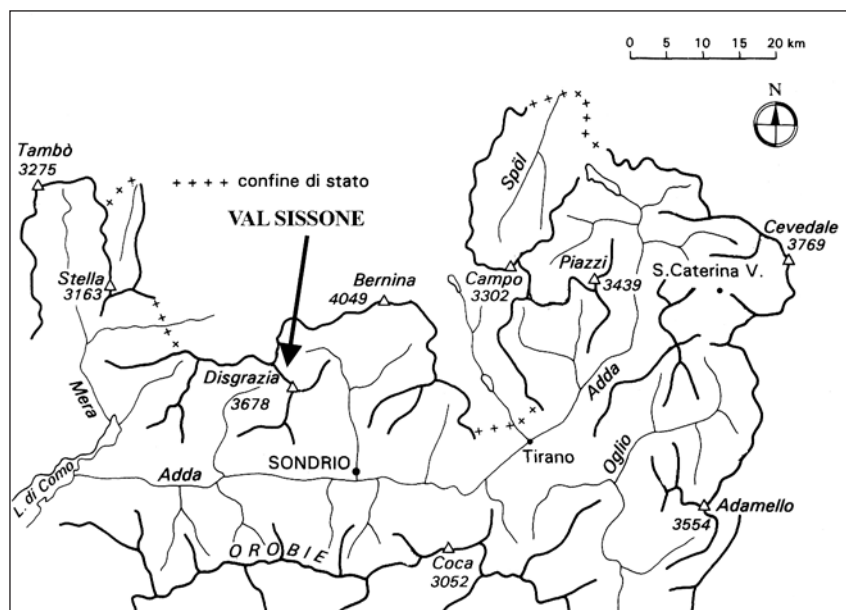 0 5 10 15 20 km
N
Tambò
3275
++++ confine di stato
VAL SISSONE
Spöl
Cevedale
3769
Stella
3163
Bernina
4049
Campo
3302
Piazzi
3439
S.Caterina V.
Mera
Disgrazia
3678
Adda
Tirano
Oglio
SONDRIO
L. di Como
Adda
Adamello
3554
OROBIE
Coca
3052